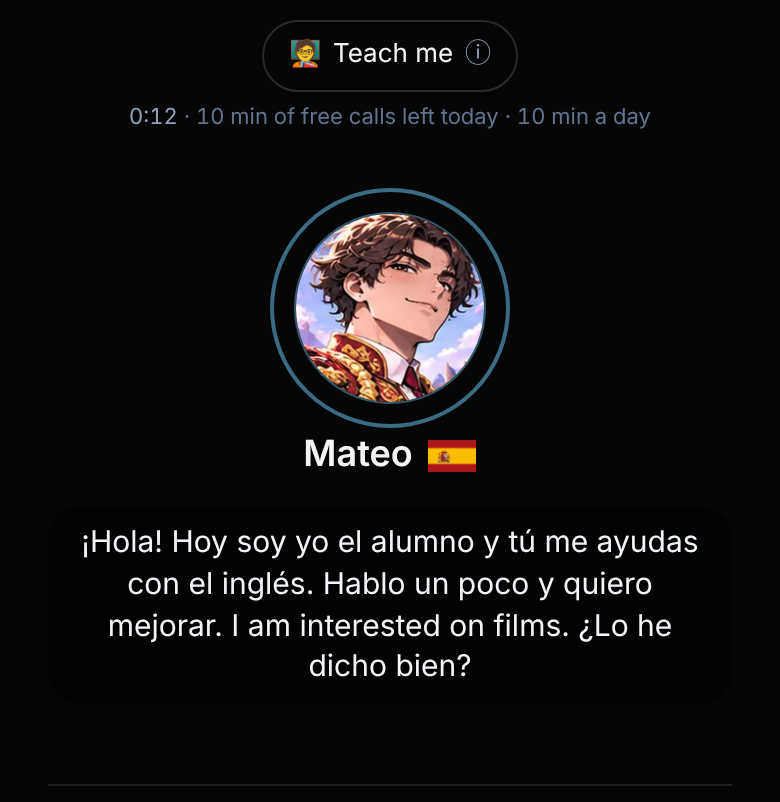 Teach me
0:12 · 10 min of free calls left today · 10 min a day
Mateo
¡Hola! Hoy soy yo el alumno y tú me ayudas
con el inglés. Hablo un poco y quiero
mejorar. I am interested on films. ¿Lo he
dicho bien?